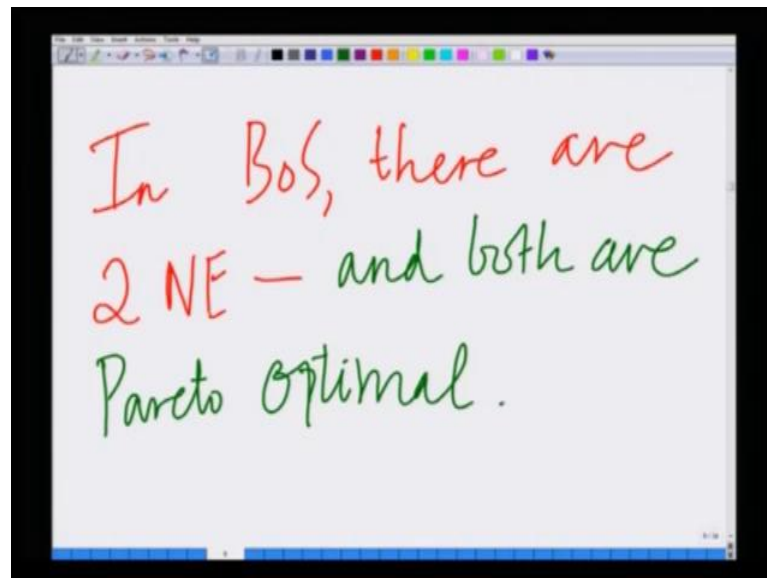 In BoS, there are
2 NE – and both are
Pareto optimal.